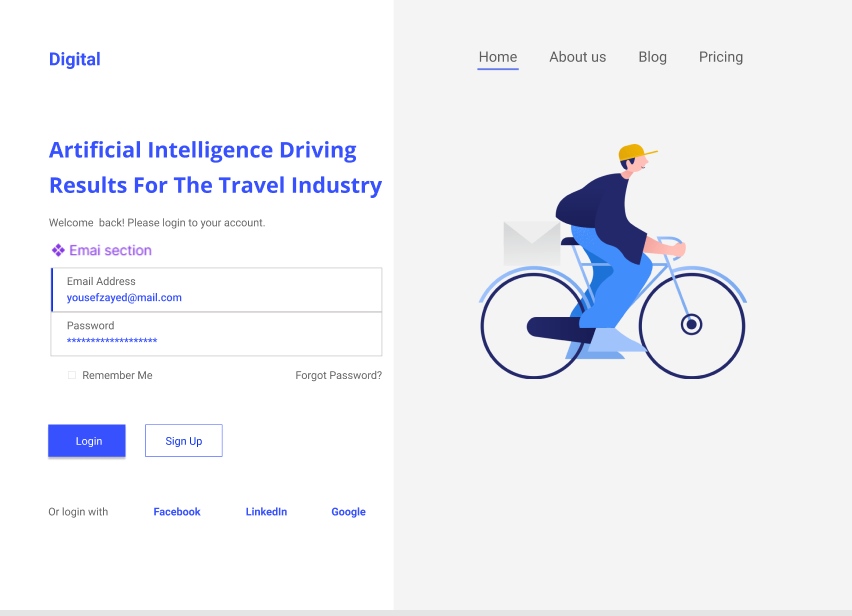 Digital
Home About us Blog Pricing
Artificial Intelligence Driving
Results For The Travel Industry
Welcome back! Please login to your account.
Emai section
Email Address
yousefzayed@mail.com
Password
*******************
Remember Me Forgot Password?
Login Sign Up
Or login with Facebook LinkedIn Google